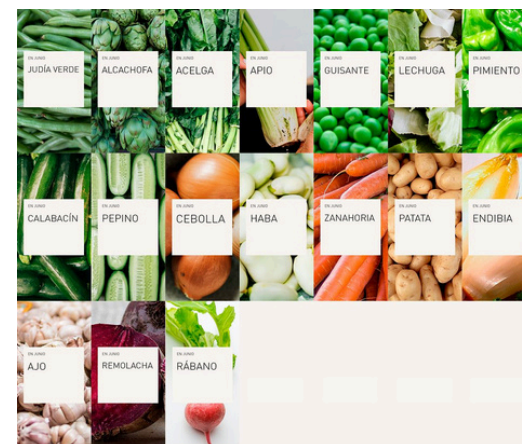 EN JUNIO
JUDÍA VERDE
EN JUNIO
ALCACHOFA
EN JUNIO
ACELGA
EN JUNIO
APIO
EN JUNIO
GUISANTE
EN JUNIO
LECHUGA
EN JUNIO
PIMIENTO
EN JUNIO
CALABACÍN
EN JUNIO
PEPINO
EN JUNIO
CEBOLLA
EN JUNIO
HABA
EN JUNIO
ZANAHORIA
EN JUNIO
PATATA
EN JUNIO
ENDIBIA
EN JUNIO
AJO
EN JUNIO
REMOLACHA
EN JUNIO
RÁBANO